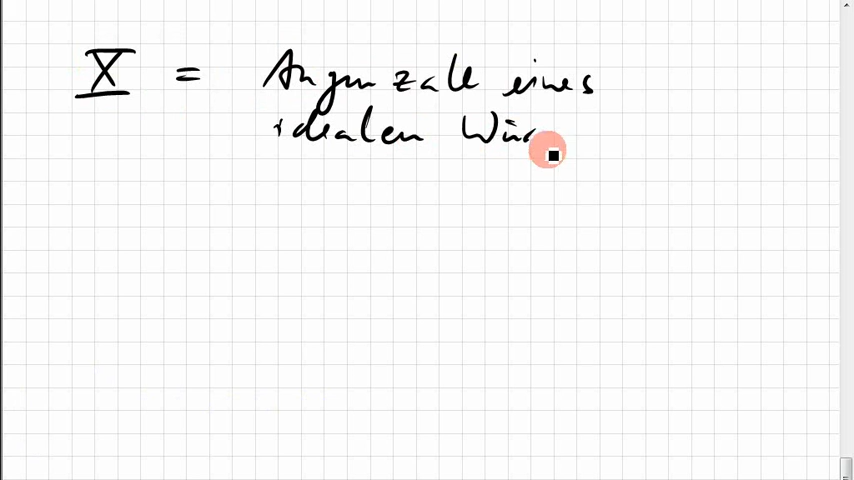 X = Augenzahl eines
idealen Wür